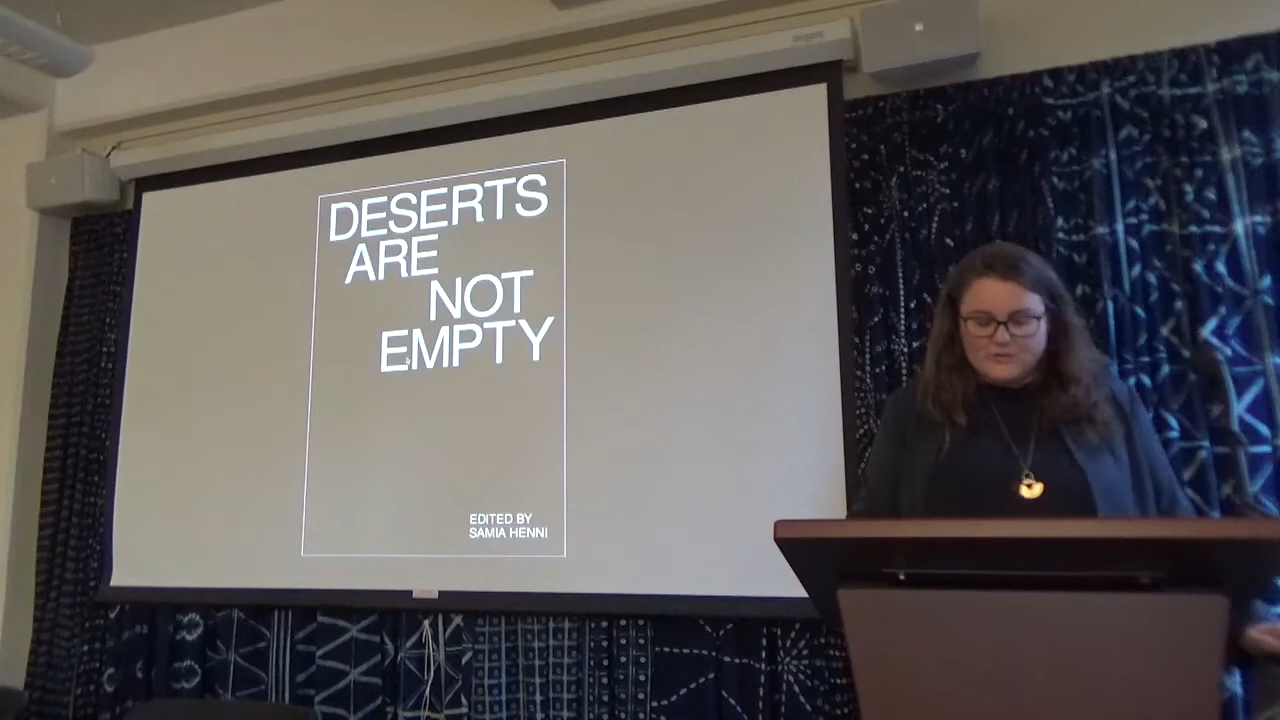 DESERTS
ARE
NOT
EMPTY
EDITED BY
SAMIA HENNI